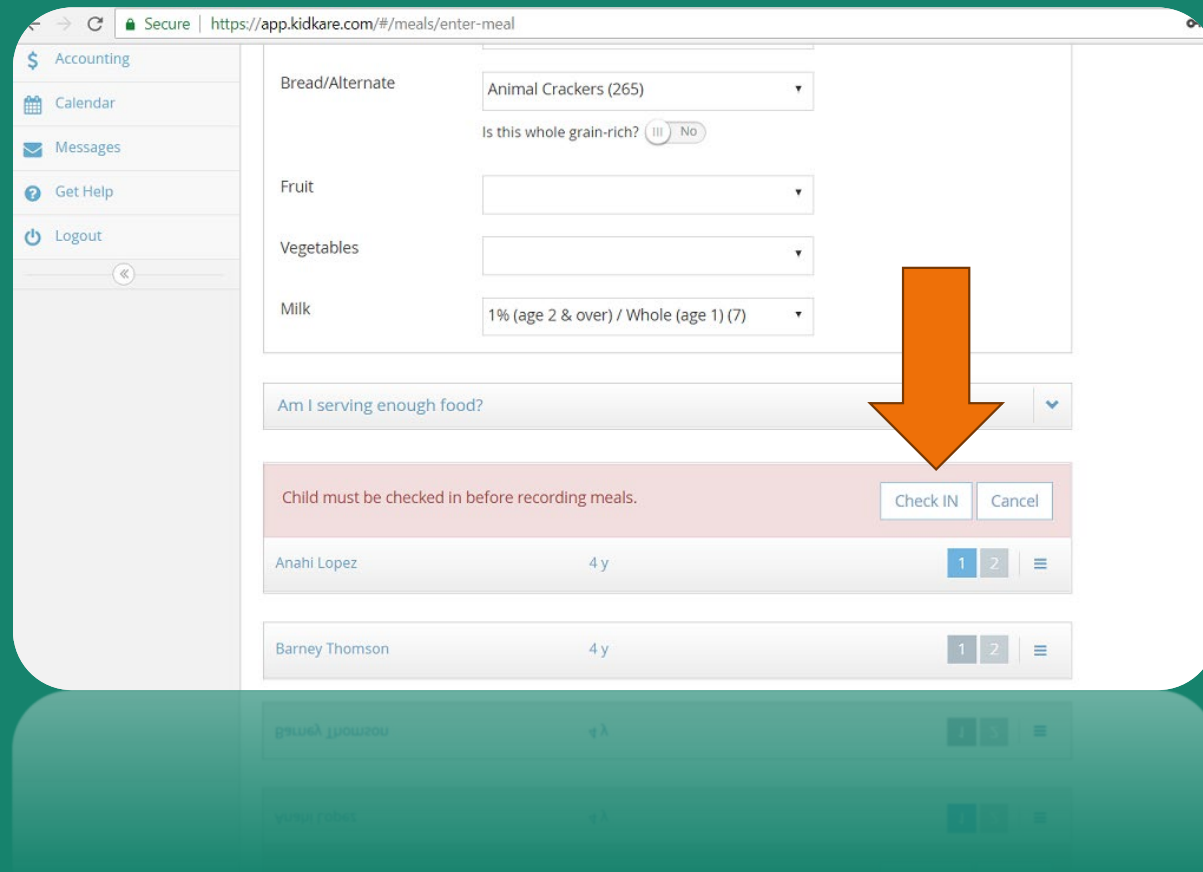 Secure | https://app.kidkare.com/#/meals/enter-meal
$ Accounting
Calendar
Messages
Get Help
Logout
Bread/Alternate
Animal Crackers (265)
Is this whole grain-rich? No
Fruit
Vegetables
Milk
1% (age 2 & over) / Whole (age 1) (7)
Am I serving enough food?
Child must be checked in before recording meals.
Check IN Cancel
Anahi Lopez 4 y 1 2
Barney Thomson 4 y 1 2